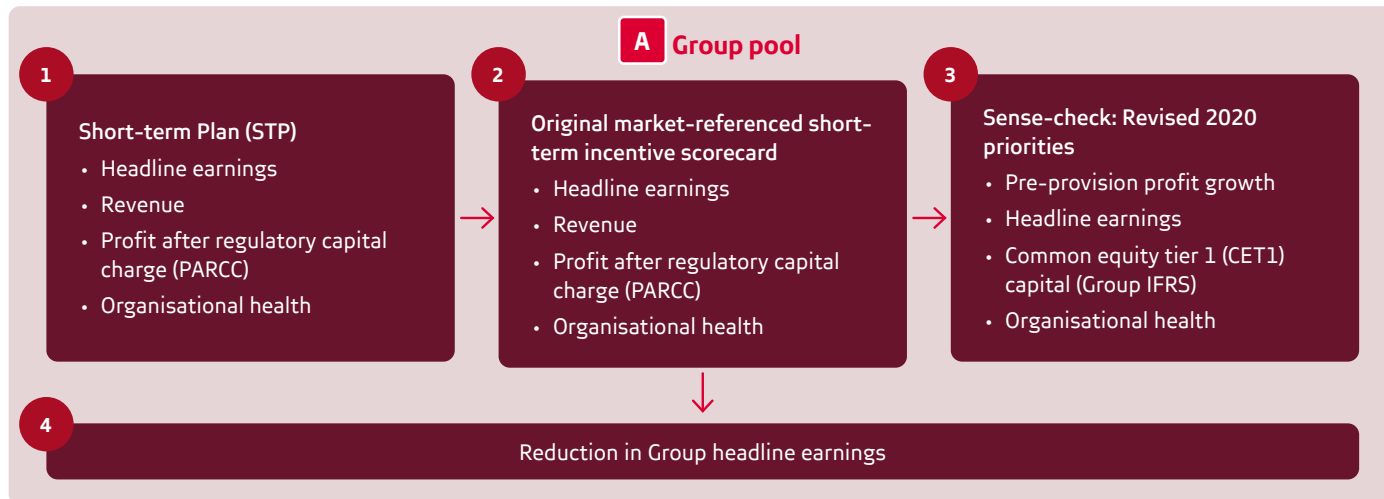 A Group pool
1
Short-term Plan (STP)
• Headline earnings
• Revenue
• Profit after regulatory capital
charge (PARCC)
• Organisational health
2
Original market-referenced short-
term incentive scorecard
• Headline earnings
• Revenue
• Profit after regulatory capital
charge (PARCC)
• Organisational health
3
Sense-check: Revised 2020
priorities
• Pre-provision profit growth
• Headline earnings
• Common equity tier 1 (CET1)
capital (Group IFRS)
• Organisational health
4
Reduction in Group headline earnings